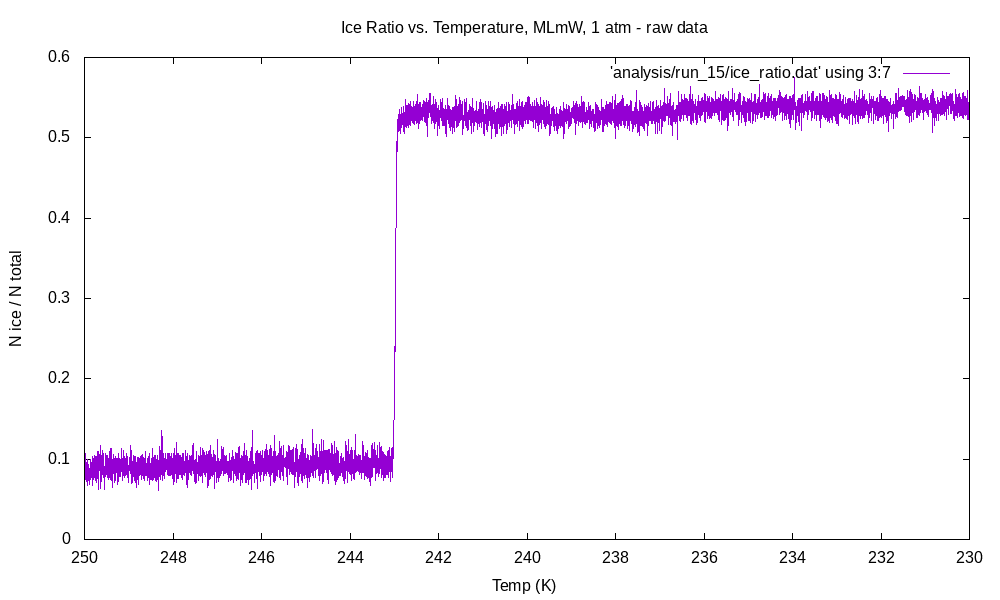 Ice Ratio vs. Temperature, MLmW, 1 atm - raw data
'analysis/run_15/ice_ratio.dat' using 3:7
0.6
0.5
0.4
0.3
0.2
0.1
0
N ice / N total
250 248 246 244 242 240 238 236 234 232 230
Temp (K)